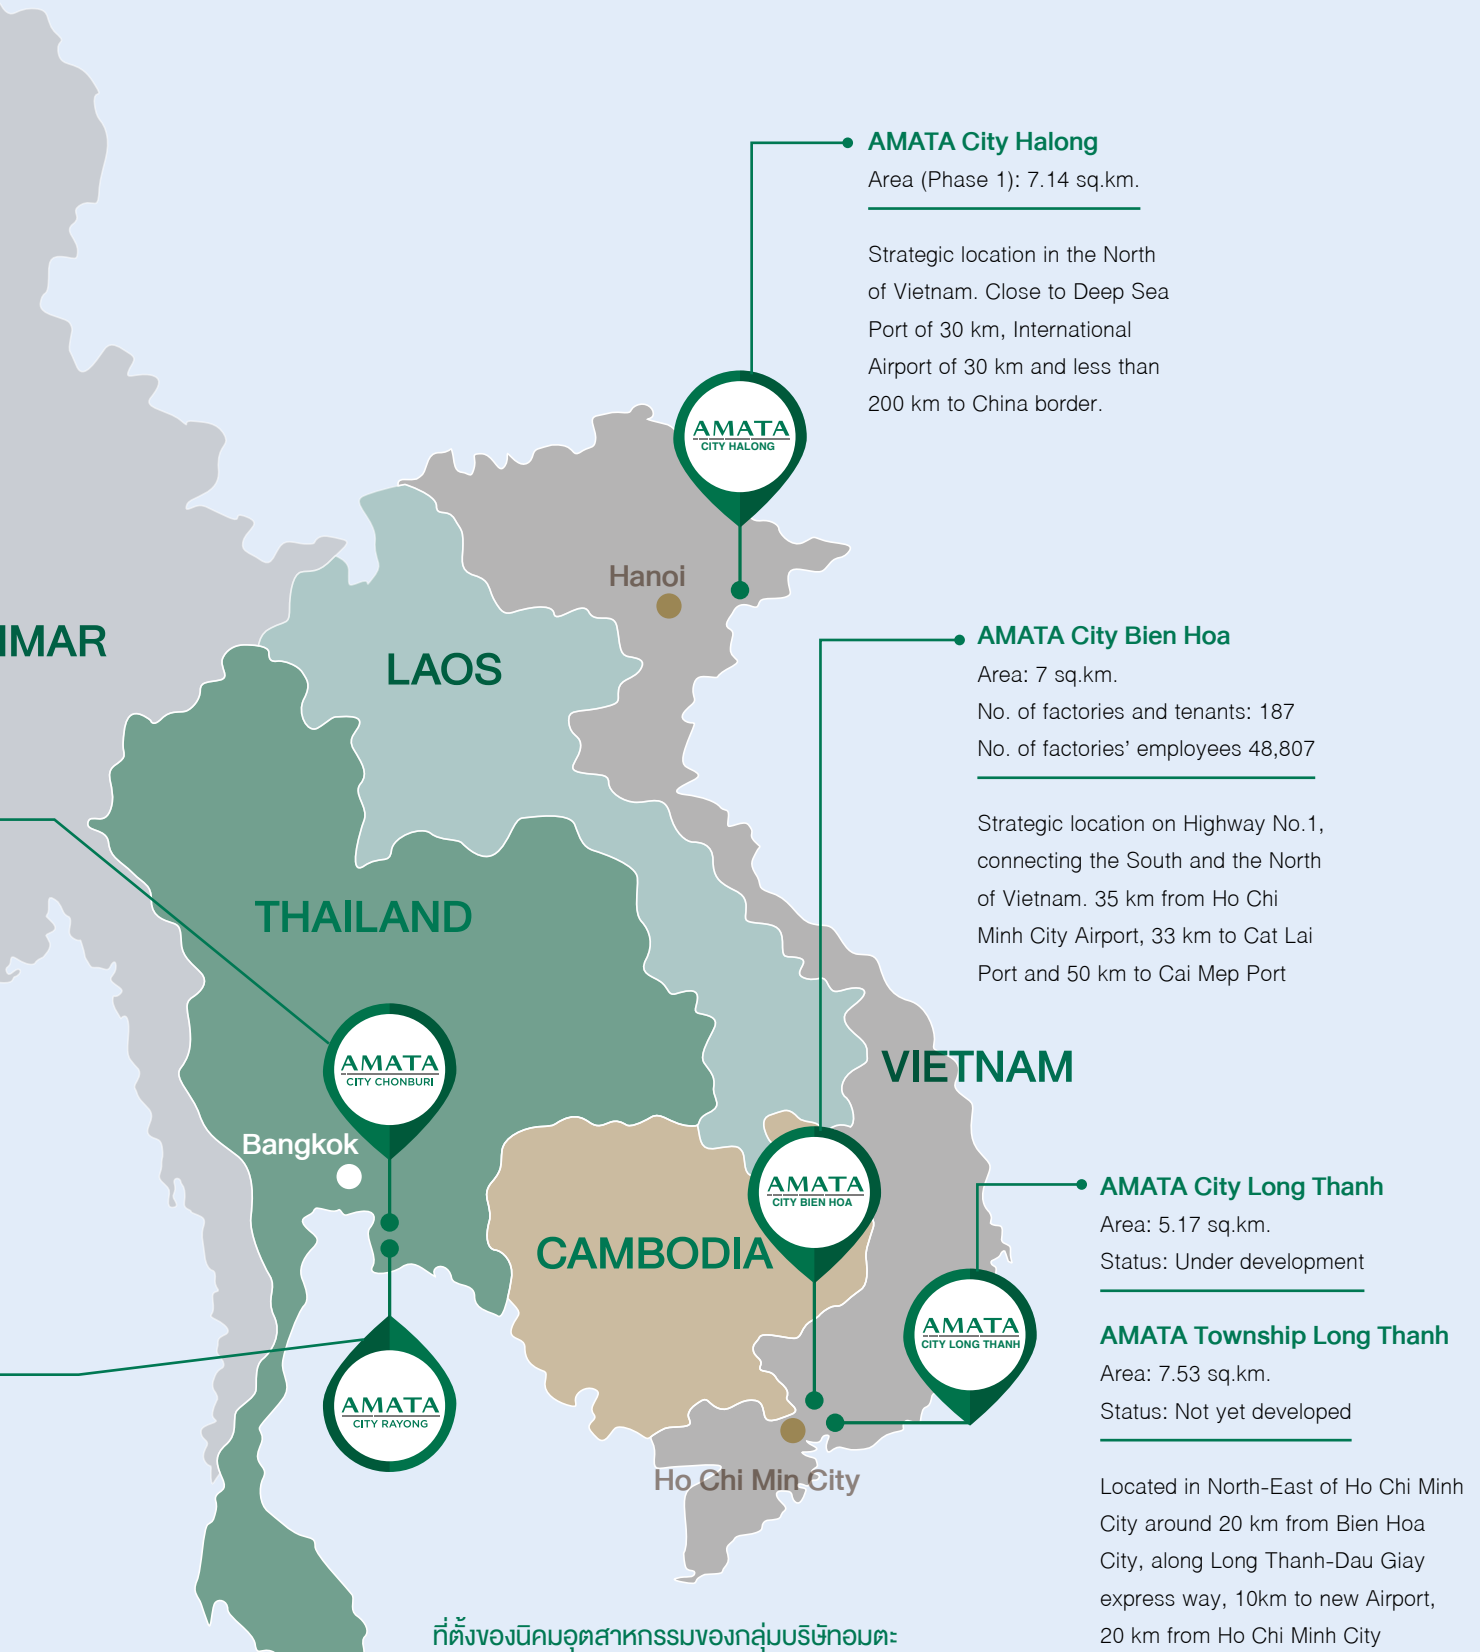 AMATA City Halong
Area (Phase 1): 7.14 sq.km.
Strategic location in the North
of Vietnam. Close to Deep Sea
Port of 30 km, International
Airport of 30 km and less than
200 km to China border.
AMATA
CITY HALONG
Hanoi
IMAR
LAOS
AMATA City Bien Hoa
Area: 7 sq.km.
No. of factories and tenants: 187
No. of factories’ employees 48,807
Strategic location on Highway No.1,
connecting the South and the North
of Vietnam. 35 km from Ho Chi
Minh City Airport, 33 km to Cat Lai
Port and 50 km to Cai Mep Port
THAILAND
AMATA
CITY CHONBURI
VIETNAM
Bangkok
AMATA
CITY BIEN HOA
CAMBODIA
AMATA City Long Thanh
Area: 5.17 sq.km.
Status: Under development
AMATA
CITY LONG THANH
AMATA Township Long Thanh
Area: 7.53 sq.km.
Status: Not yet developed
AMATA
CITY RAYONG
Ho Chi Min City
Located in North-East of Ho Chi Minh
City around 20 km from Bien Hoa
City, along Long Thanh-Dau Giay
express way, 10km to new Airport,
20 km from Ho Chi Minh City
ที่ตั้งของนิคมอุตสาหกรรมของกลุ่มบริษัทอมตะ